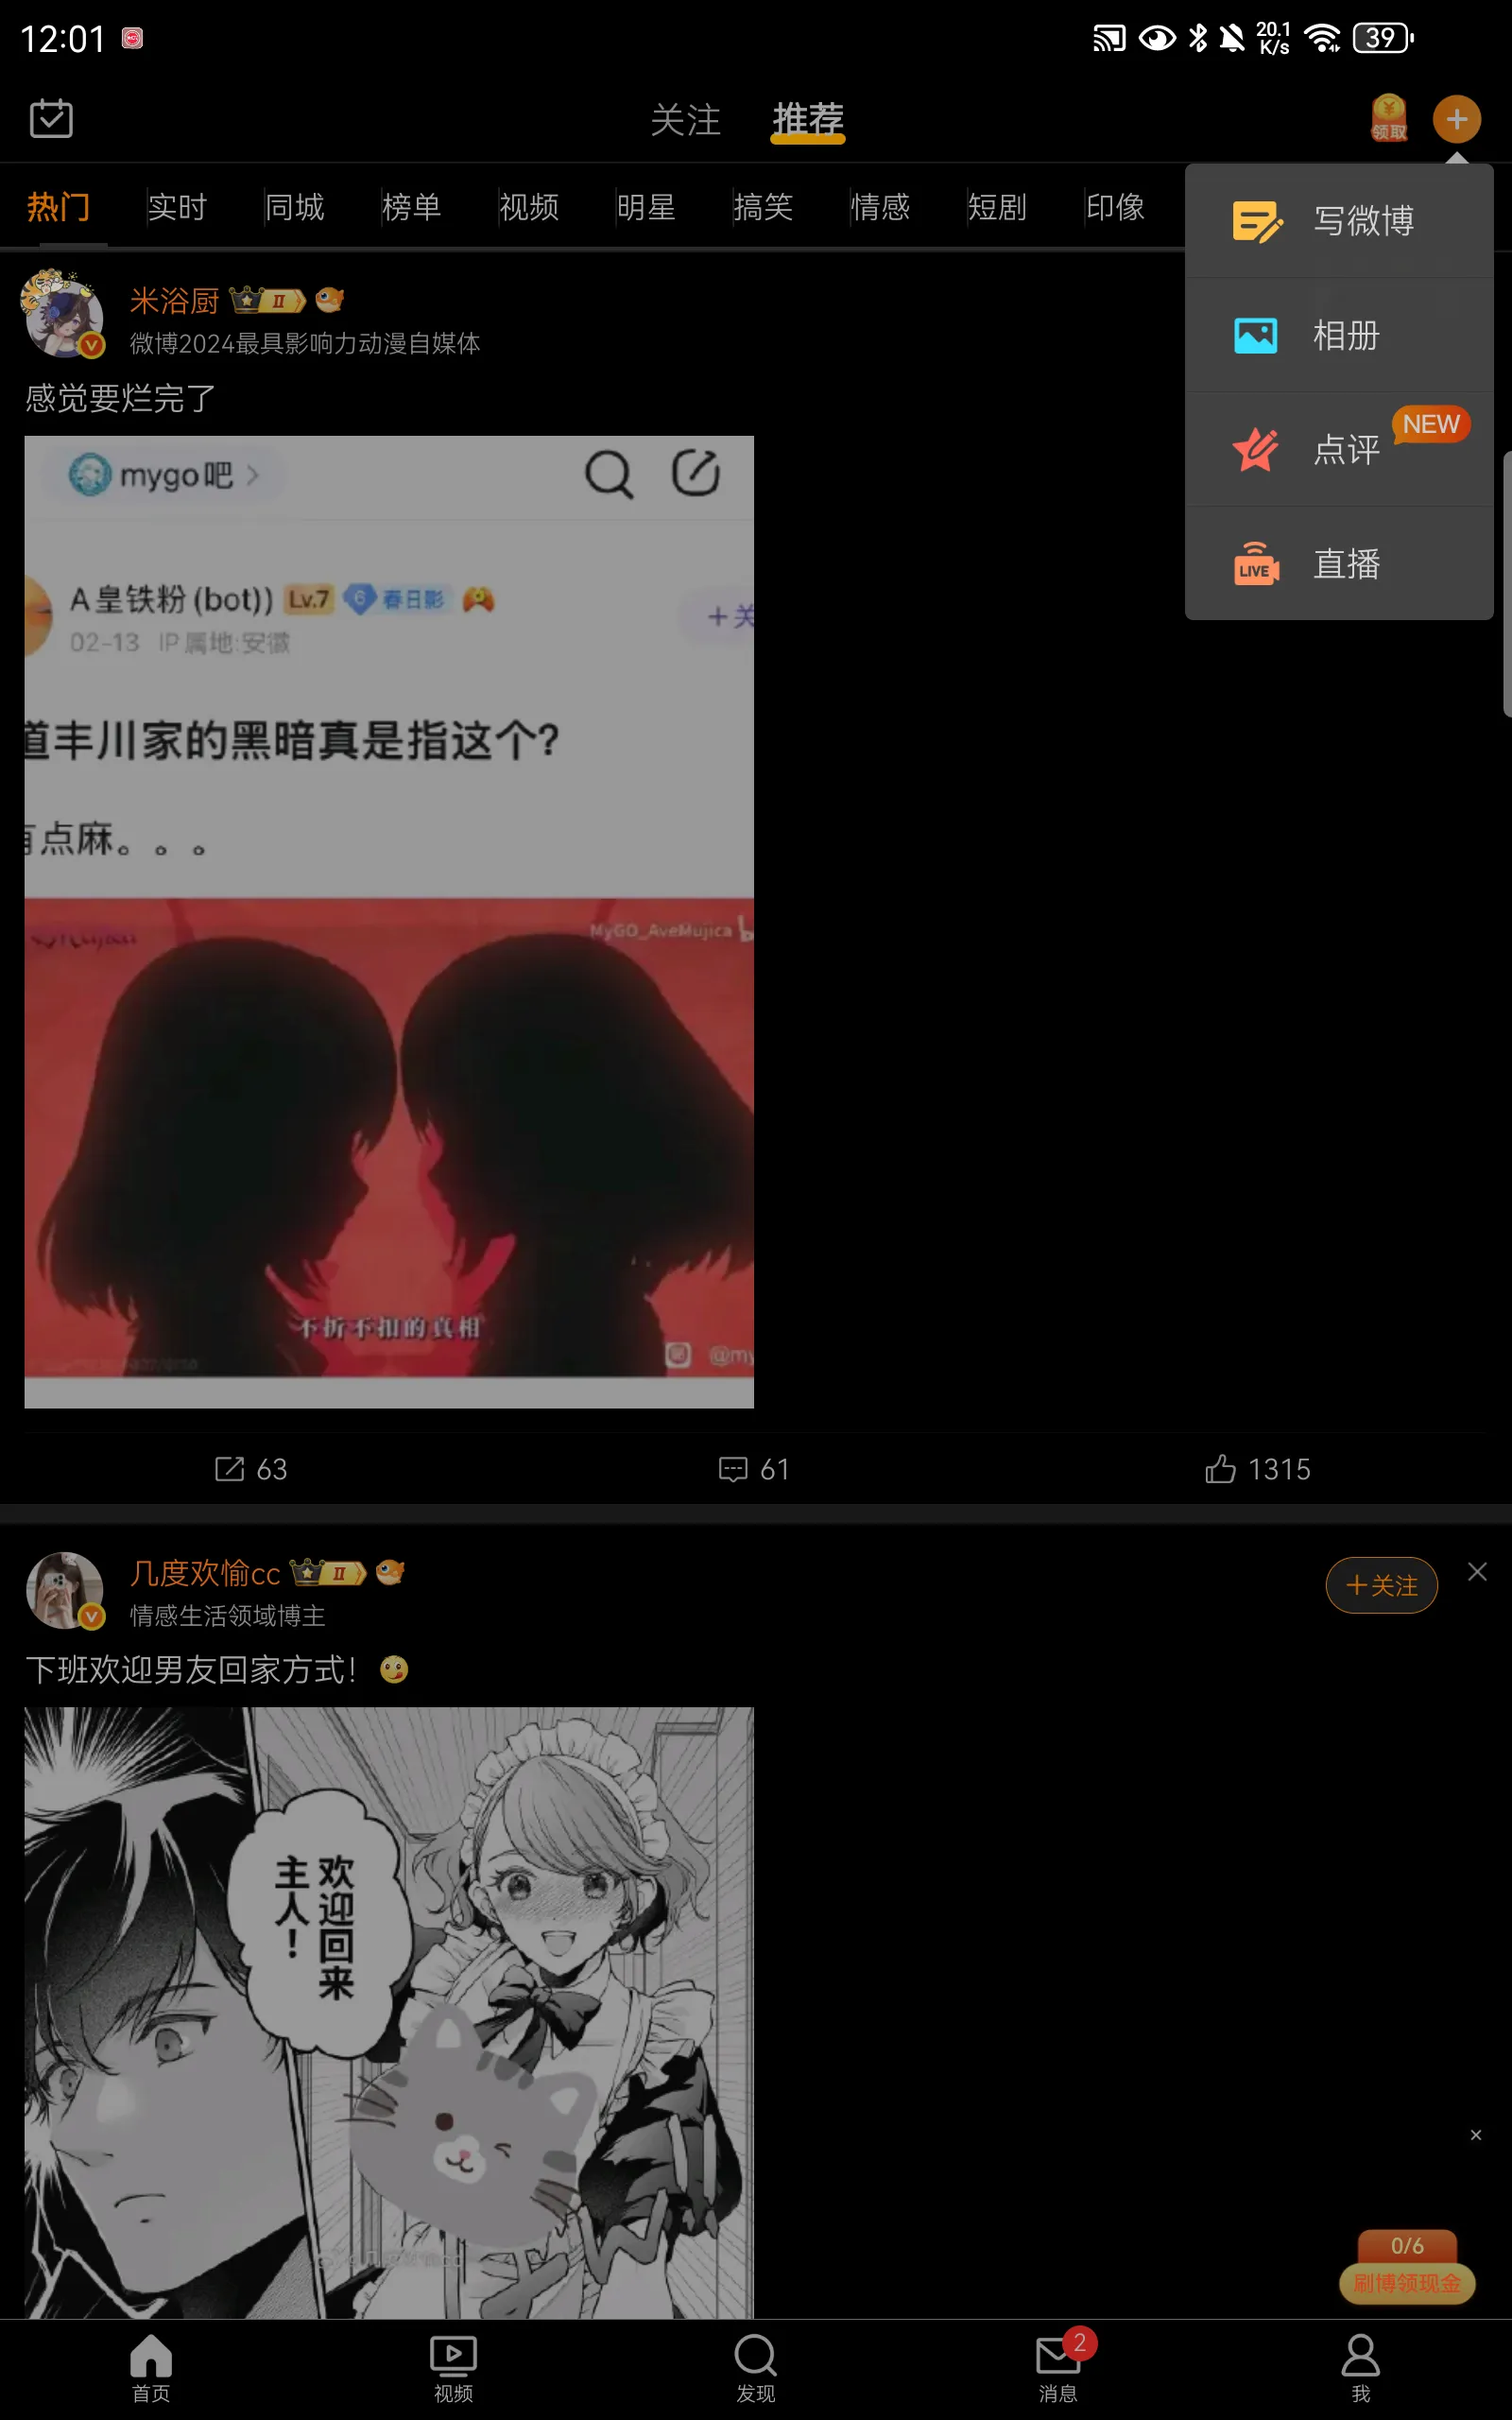 12:01
20.1
K/s
39
关注
推荐
领取
热门
实时
同城
榜单
视频
明星
搞笑
情感
短剧
印像
写微博
相册
点评
NEW
LIVE
直播
米浴厨
II
微博2024最具影响力动漫自媒体
感觉要烂完了
mygo吧
A皇铁粉(bot)) Lv.7 6 春日影
02-13 IP属地:安徽
+关
道丰川家的黑暗真是指这个?
有点麻。。。
MyGO_AveMujica b
不折不扣的真相
@my
63
61
1315
几度欢愉cc
II
情感生活领域博主
+关注
下班欢迎男友回家方式!
欢迎回来
主人!
0/6
刷博领现金
首页
视频
发现
消息
2
我